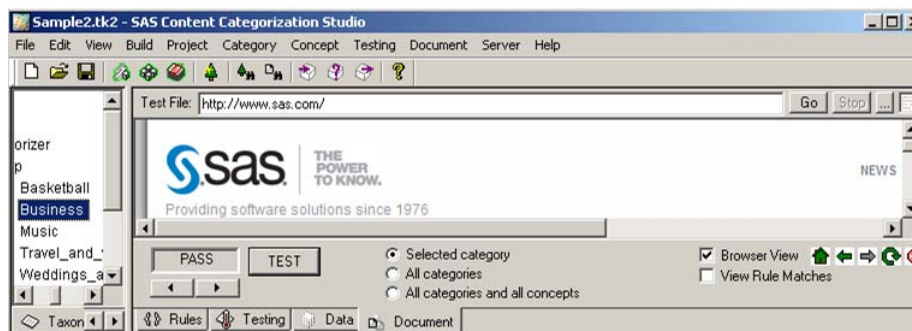 Sample2.tk2 - SAS Content Categorization Studio
File Edit View Build Project Category Concept Testing Document Server Help
Test File: http://www.sas.com/ Go Stop ...
orizer
p
Basketball
Business
Music
Travel_and_
Weddings_a
sas THE POWER TO KNOW.
NEWS
Providing software solutions since 1976
PASS TEST
Selected category
All categories
All categories and all concepts
Browser View
View Rule Matches
Taxon Rules Testing Data Document